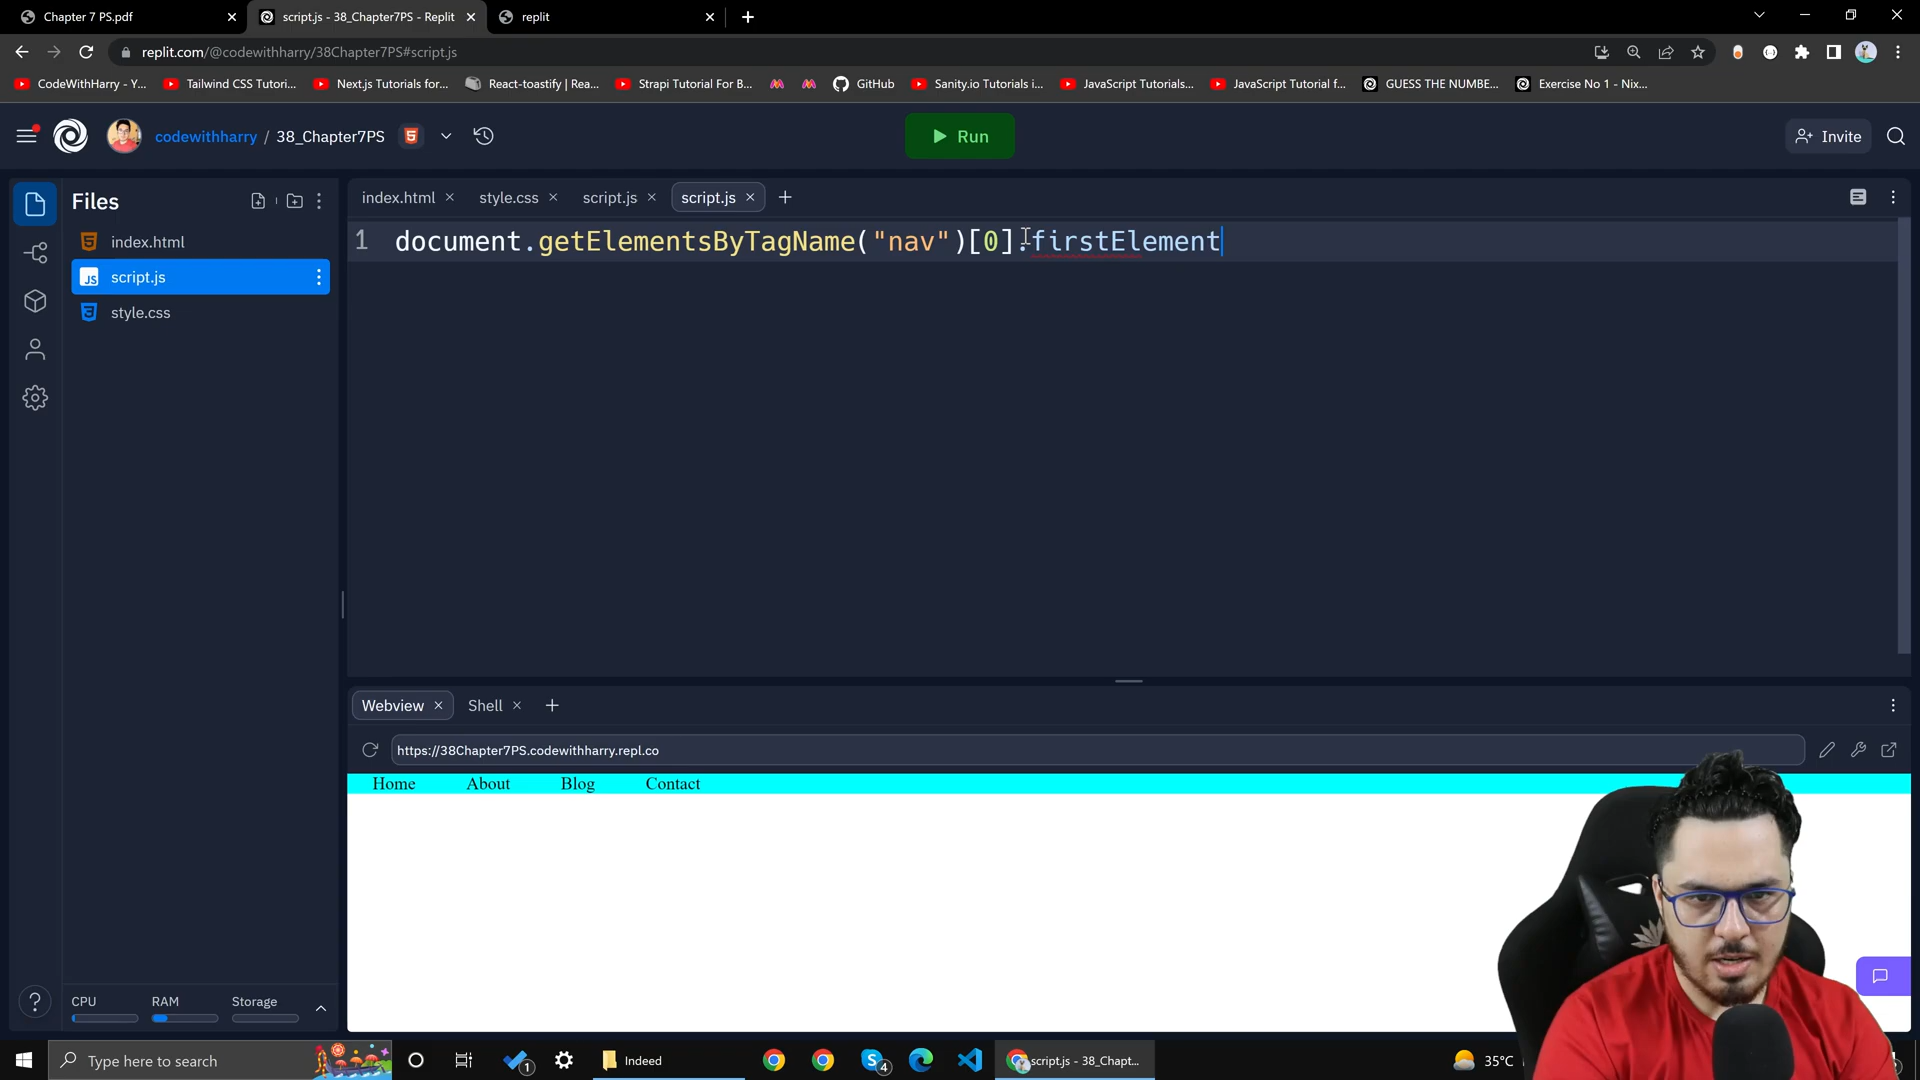 Chapter 7 PS.pdf
script.js - 38_Chapter7PS - Replit
replit
replit.com/@codewithharry/38Chapter7PS#script.js
CodeWithHarry - Y...
Tailwind CSS Tutori...
Next.js Tutorials for...
React-toastify | Rea...
Strapi Tutorial For B...
GitHub
Sanity.io Tutorials i...
JavaScript Tutorials...
JavaScript Tutorial f...
GUESS THE NUMBE...
Exercise No 1 - Nix...
codewithharry / 38_Chapter7PS
Run
Invite
Files
index.html
script.js
style.css
index.html
style.css
script.js
script.js
1 document.getElementsByTagName("nav")[0].firstElement
Webview
Shell
https://38Chapter7PS.codewithharry.repl.co
Home About Blog Contact
CPU
RAM
Storage
Type here to search
1
Indeed
4
script.js - 38_Chapt...
35°C